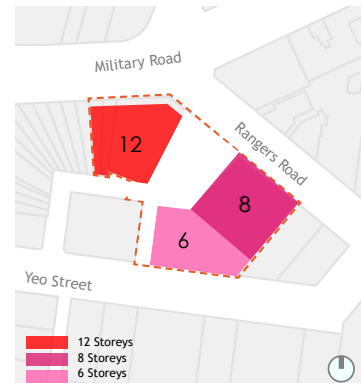 Military Road
12
Rangers Road
8
6
Yeo Street
12 Storeys
8 Storeys
6 Storeys